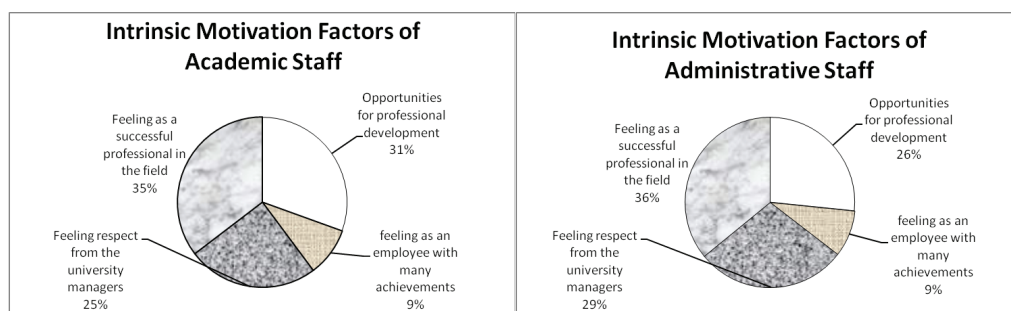 Intrinsic Motivation Factors of
Academic Staff
Opportunities
for professional
development
31%
Feeling as a
successful
professional in
the field
35%
Feeling respect
from the
university
managers
25%
feeling as an
employee with
many
achievements
9%
Intrinsic Motivation Factors of
Administrative Staff
Opportunities
for professional
development
26%
Feeling as a
successful
professional in
the field
36%
Feeling respect
from the
university
managers
29%
feeling as an
employee with
many
achievements
9%